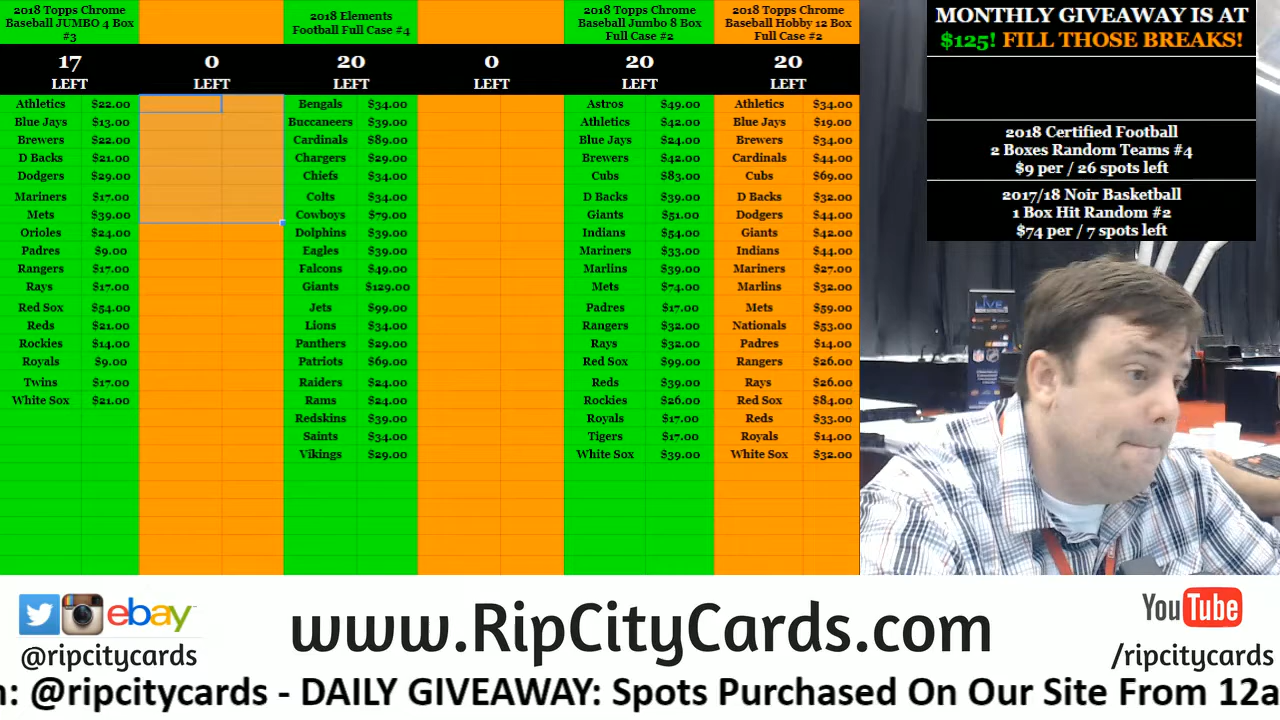 2018 Topps Chrome
Baseball JUMBO 4 Box
#3
17
LEFT
Athletics $22.00
Blue Jays $13.00
Brewers $22.00
D Backs $21.00
Dodgers $29.00
Mariners $17.00
Mets $39.00
Orioles $24.00
Padres $9.00
Rangers $17.00
Rays $17.00
Red Sox $54.00
Reds $21.00
Rockies $14.00
Royals $9.00
Twins $17.00
White Sox $21.00
0
LEFT
2018 Elements
Football Full Case #4
20
LEFT
Bengals $34.00
Buccaneers $39.00
Cardinals $89.00
Chargers $29.00
Chiefs $34.00
Colts $34.00
Cowboys $79.00
Dolphins $39.00
Eagles $39.00
Falcons $49.00
Giants $129.00
Jets $99.00
Lions $34.00
Panthers $29.00
Patriots $69.00
Raiders $24.00
Rams $24.00
Redskins $39.00
Saints $34.00
Vikings $29.00
0
LEFT
2018 Topps Chrome
Baseball Jumbo 8 Box
Full Case #2
20
LEFT
Astros $49.00
Athletics $42.00
Blue Jays $24.00
Brewers $42.00
Cubs $83.00
D Backs $39.00
Giants $51.00
Indians $54.00
Mariners $33.00
Marlins $39.00
Mets $74.00
Padres $17.00
Rangers $32.00
Rays $32.00
Red Sox $99.00
Reds $39.00
Rockies $26.00
Royals $17.00
Tigers $17.00
White Sox $39.00
2018 Topps Chrome
Baseball Hobby 12 Box
Full Case #2
20
LEFT
Athletics $34.00
Blue Jays $19.00
Brewers $34.00
Cardinals $44.00
Cubs $69.00
D Backs $32.00
Dodgers $44.00
Giants $42.00
Indians $44.00
Mariners $27.00
Marlins $32.00
Mets $59.00
Nationals $53.00
Padres $14.00
Rangers $26.00
Rays $26.00
Red Sox $84.00
Reds $33.00
Royals $14.00
White Sox $32.00
MONTHLY GIVEAWAY IS AT
$125! FILL THOSE BREAKS!
2018 Certified Football
2 Boxes Random Teams #4
$9 per / 26 spots left
2017/18 Noir Basketball
1 Box Hit Random #2
$74 per / 7 spots left
LIVE
ebay
@ripcitycards
www.RipCityCards.com
YouTube
/ripcitycards
@ripcitycards - DAILY GIVEAWAY: Spots Purchased On Our Site From 12a